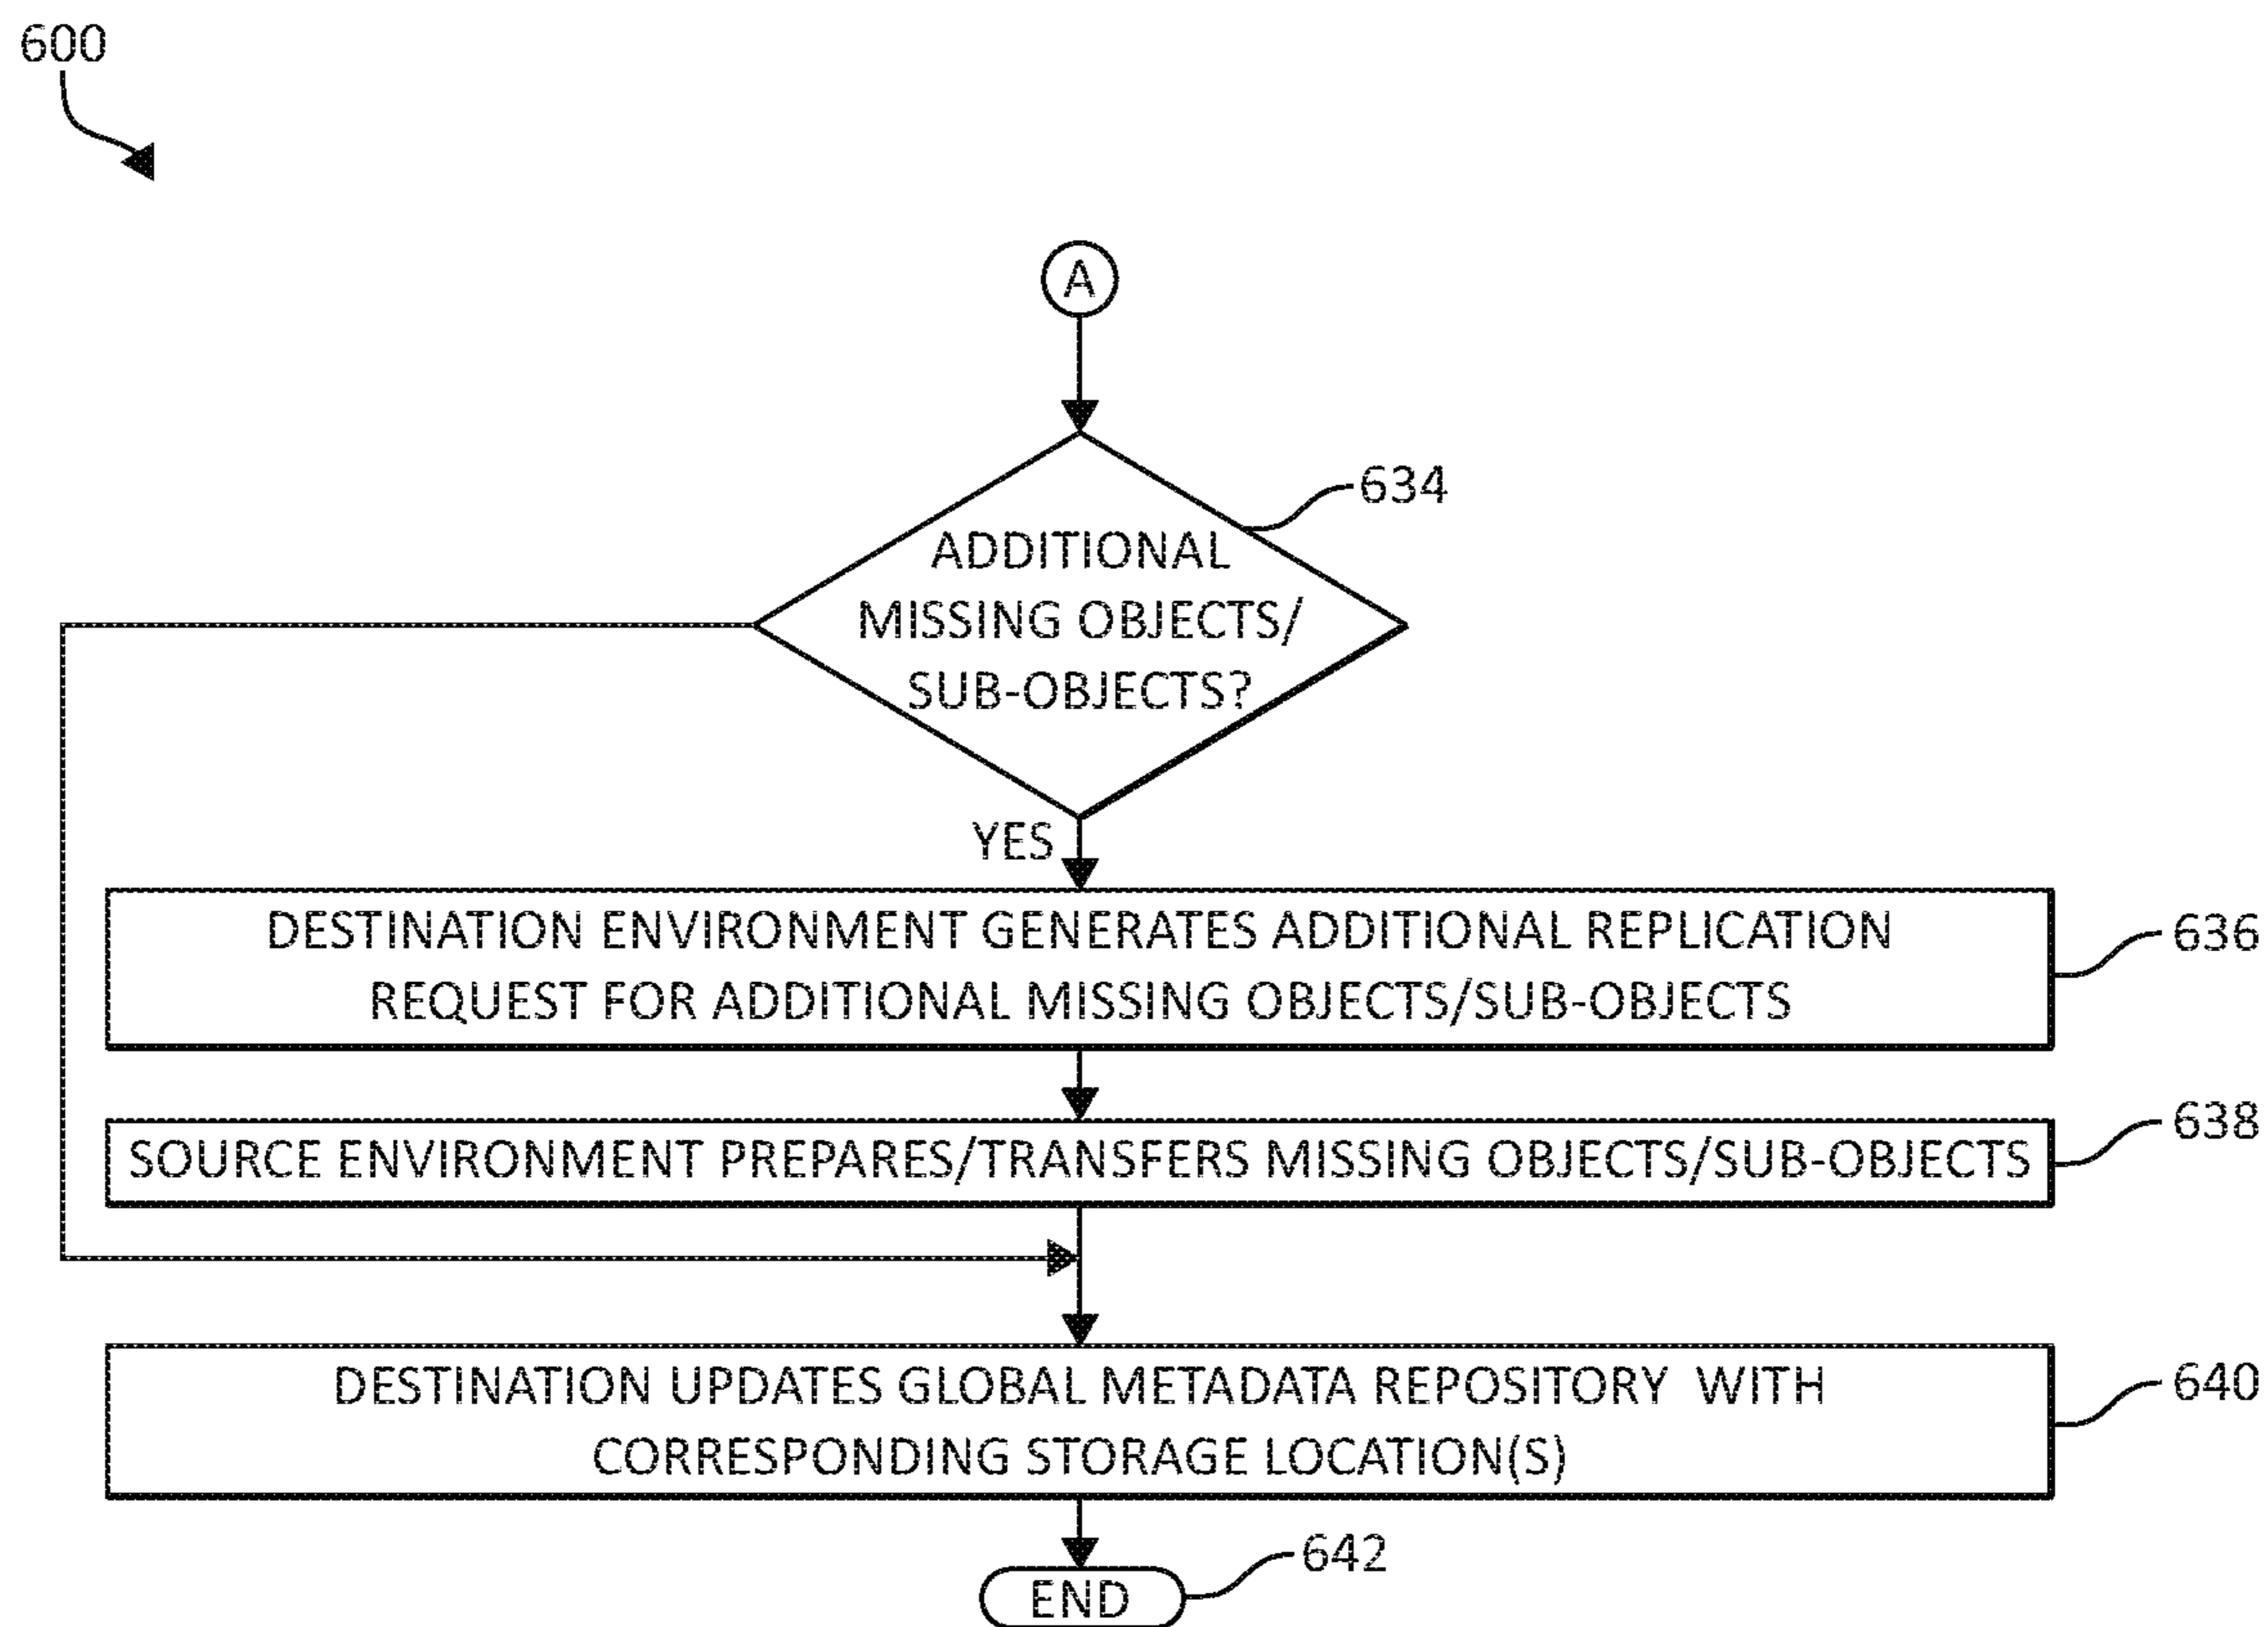 600
A
634
ADDITIONAL
MISSING OBJECTS/
SUB-OBJECTS?
YES
DESTINATION ENVIRONMENT GENERATES ADDITIONAL REPLICATION
REQUEST FOR ADDITIONAL MISSING OBJECTS/SUB-OBJECTS
636
SOURCE ENVIRONMENT PREPARES/TRANSFERS MISSING OBJECTS/SUB-OBJECTS
638
DESTINATION UPDATES GLOBAL METADATA REPOSITORY WITH
CORRESPONDING STORAGE LOCATION(S)
640
END
642